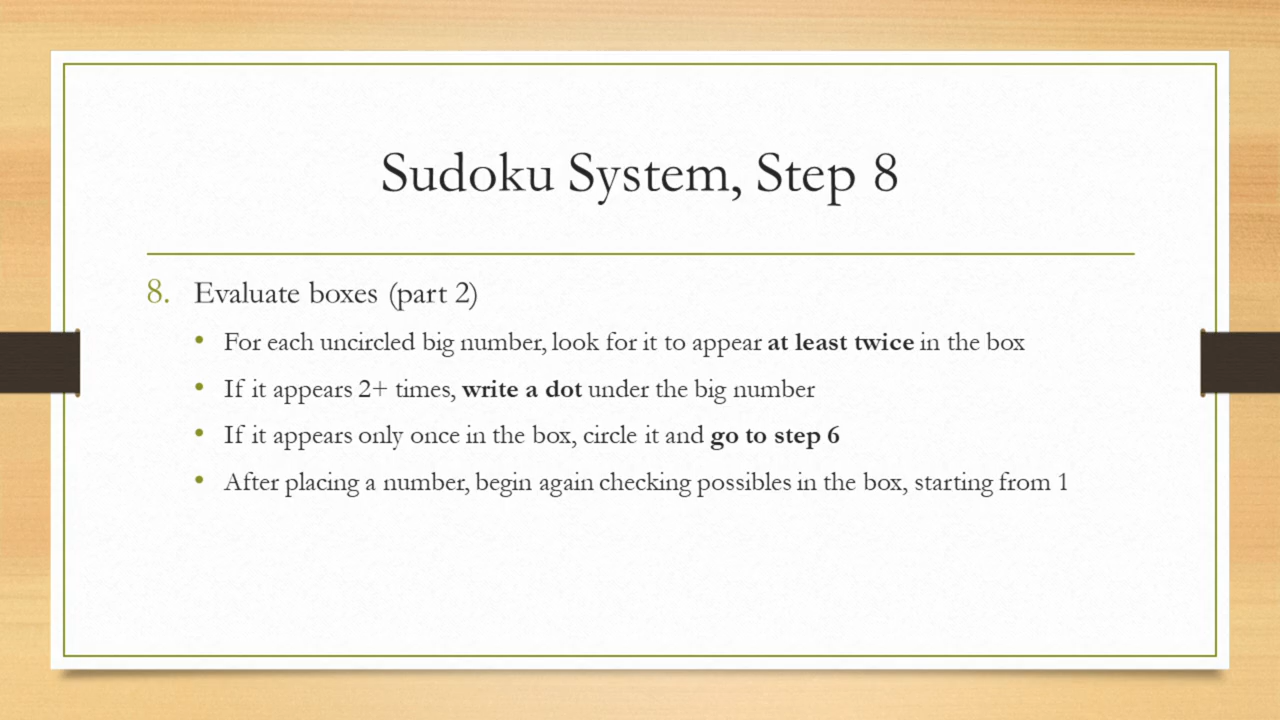 Sudoku System, Step 8
8. Evaluate boxes (part 2)
• For each uncircled big number, look for it to appear at least twice in the box
• If it appears 2+ times, write a dot under the big number
• If it appears only once in the box, circle it and go to step 6
• After placing a number, begin again checking possibles in the box, starting from 1